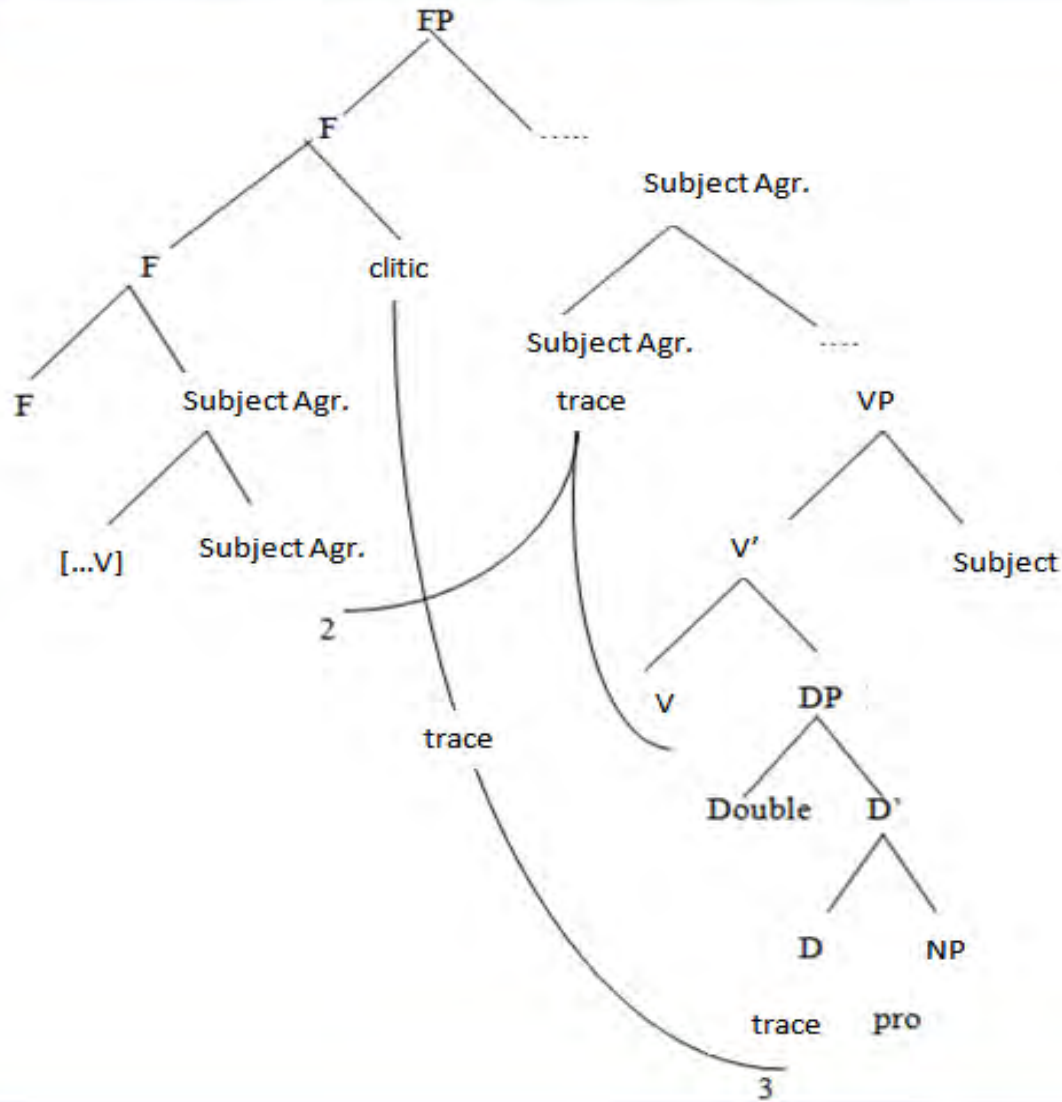 FP
F
.....
Subject Agr.
F
clitic
Subject Agr.
....
F
Subject Agr.
trace
VP
[...V]
Subject Agr.
V'
Subject
2
V
DP
trace
Double
D'
D
NP
trace
pro
3